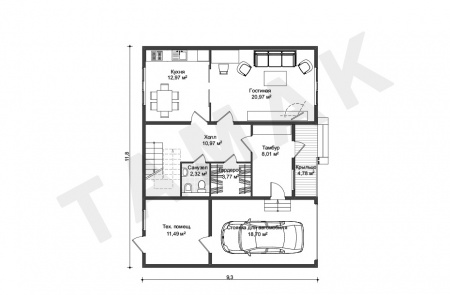 Кухня
12,97 м²
Гостиная
20,97 м²
Холл
10,97 м²
Тамбур
8,01 м²
Санузел
2,32 м²
Гардероб
3,77 м²
Крыльцо
4,78 м²
Тех. помещ.
11,49 м²
Стоянка для автомобиля
18,70 м²
11.8
9.3
ТАМАК